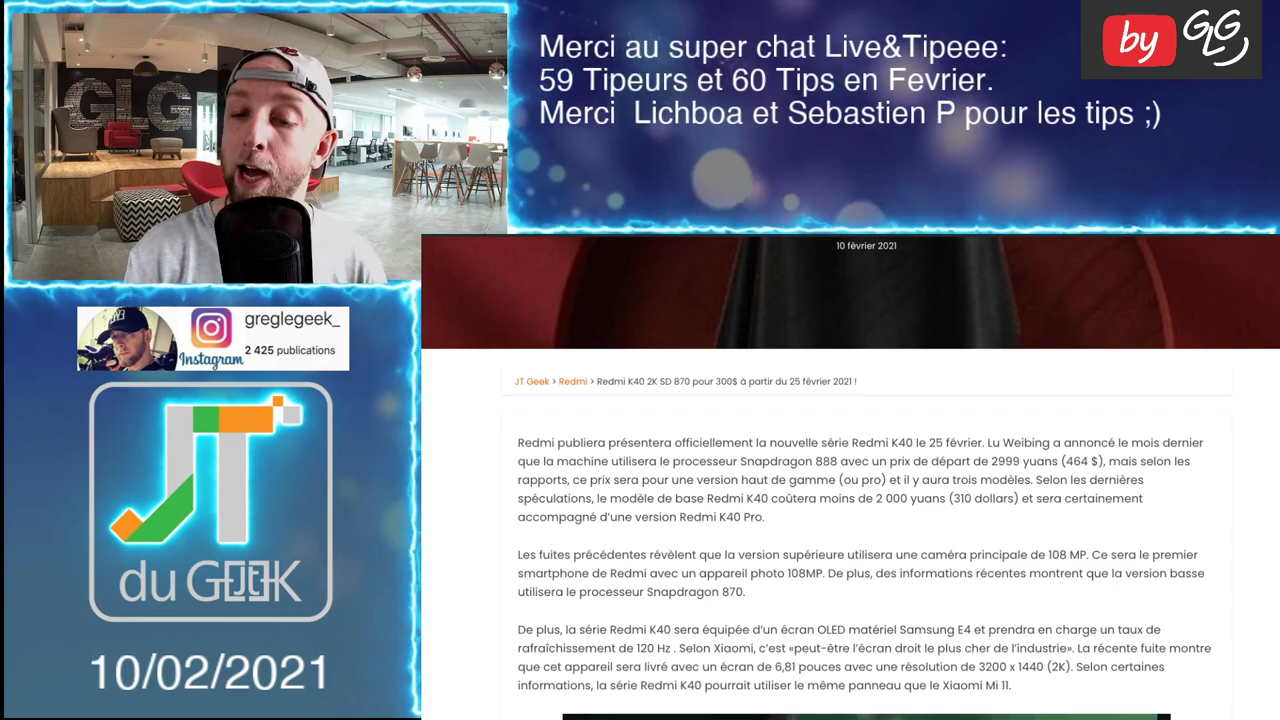 GLG
Merci au super chat Live&Tipeee:
59 Tipeurs et 60 Tips en Fevrier.
Merci  Lichboa et Sebastien P pour les tips ;)
by GLG
greglegeek_
Instagram
2 425 publications
JT
du GEEK
10/02/2021
10 février 2021
JT Geek > Redmi > Redmi K40 2K SD 870 pour 300$ à partir du 25 février 2021 !
Redmi publiera présentera officiellement la nouvelle série Redmi K40 le 25 février. Lu Weibing a annoncé le mois dernier
que la machine utilisera le processeur Snapdragon 888 avec un prix de départ de 2999 yuans (464 $), mais selon les
rapports, ce prix sera pour une version haut de gamme (ou pro) et il y aura trois modèles. Selon les dernières
spéculations, le modèle de base Redmi K40 coûtera moins de 2 000 yuans (310 dollars) et sera certainement
accompagné d'une version Redmi K40 Pro.
Les fuites précédentes révèlent que la version supérieure utilisera une caméra principale de 108 MP. Ce sera le premier
smartphone de Redmi avec un appareil photo 108MP. De plus, des informations récentes montrent que la version basse
utilisera le processeur Snapdragon 870.
De plus, la série Redmi K40 sera équipée d'un écran OLED matériel Samsung E4 et prendra en charge un taux de
rafraîchissement de 120 Hz . Selon Xiaomi, c'est «peut-être l'écran droit le plus cher de l'industrie». La récente fuite montre
que cet appareil sera livré avec un écran de 6,81 pouces avec une résolution de 3200 x 1440 (2K). Selon certaines
informations, la série Redmi K40 pourrait utiliser le même panneau que le Xiaomi Mi 11.